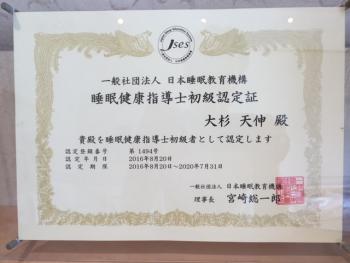 Jses
一般社団法人 日本睡眠教育機構
睡眠健康指導士初級認定証
大杉 天伸 殿
貴殿を睡眠健康指導士初級者として認定します
認定登録番号 第 1494号
認定年月日 2016年8月20日
認定期限 2016年8月20日～2020年7月31日
一般社団法人 日本睡眠教育機構
理事長 宮崎総一郎